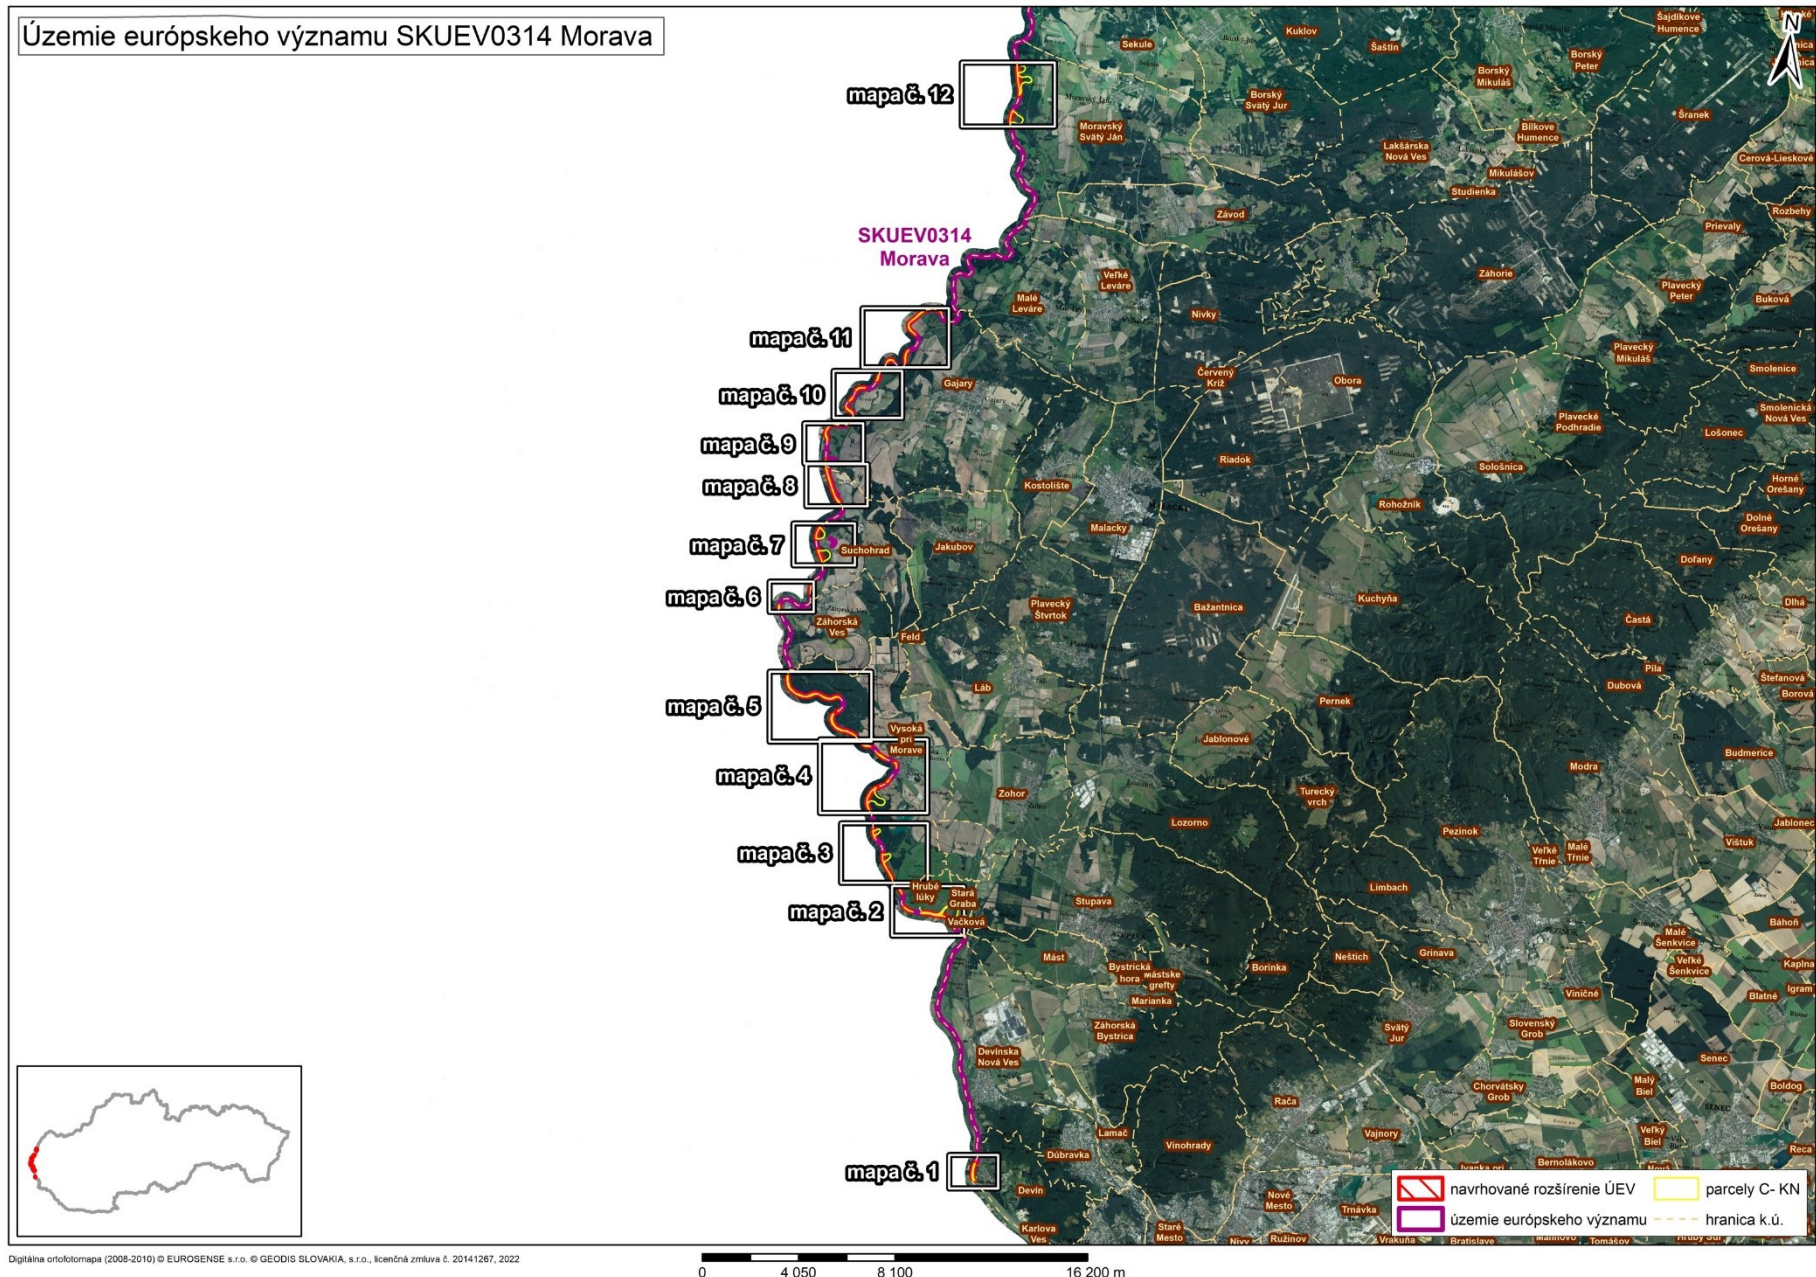 Územie európskeho významu SKUEV0314 Morava
N
mapa č. 12
SKUEV0314
Morava
mapa č. 11
mapa č. 10
mapa č. 9
mapa č. 8
mapa č. 7
mapa č. 6
mapa č. 5
mapa č. 4
mapa č. 3
mapa č. 2
mapa č. 1
Sekule
Kuklov
Šaštín
Šajdíkove
Humence
Borský
Peter
Borský
Mikuláš
Borský
Svätý Jur
Moravský
Svätý Ján
Bílkove
Humence
Šranek
Lakšárska
Nová Ves
Mikulášov
Studienka
Cerová-Lieskové
Rozbehy
Závod
Prievaly
Záhorie
Veľké
Leváre
Malé
Leváre
Nivky
Plavecký
Peter
Buková
Plavecký
Mikuláš
Smolenice
Červený
Kríž
Obora
Gajary
Smolenická
Nová Ves
Plavecké
Podhradie
Lošonec
Riadok
Sološnica
Kostolište
Rohožník
Horné
Orešany
Dolné
Orešany
Malacky
Jakubov
Suchohrad
Doľany
Plavecký
Štvrtok
Bažantnica
Kuchyňa
Dlhá
Častá
Záhorská
Ves
Feld
Píla
Dubová
Štefanová
Borová
Láb
Pernek
Vysoká
pri
Morave
Jablonové
Budmerice
Modra
Zohor
Turecký
vrch
Lozorno
Pezinok
Jablonec
Vištuk
Veľké
Tŕnie
Malé
Tŕnie
Hrubé
lúky
Stará
Graba
Vačková
Limbach
Stupava
Báhoň
Malé
Šenkvice
Veľké
Šenkvice
Kaplna
Igram
Blatné
Grinava
Neštich
Borinka
Mást
Bystrická
hora
Mástske
grefty
Marianka
Viničné
Záhorská
Bystrica
Svätý
Jur
Slovenský
Grob
Devínska
Nová Ves
Senec
Malý
Biel
Boldog
Chorvátsky
Grob
Rača
Lamač
Vinohrady
Vajnory
Veľký
Biel
Reca
Dúbravka
Bernolákovo
Ivanka pri
Devín
Nové
Mesto
Trnávka
Karlova
Ves
Staré
Mesto
Nivy
Ružinov
Vrakuňa
navrhované rozšírenie ÚEV
parcely C- KN
územie európskeho významu
hranica k.ú.
Digitálna ortofotomapa (2008-2010) © EUROSENSE s.r.o. © GEODIS SLOVAKIA, s.r.o., licenčná zmluva č. 20141267, 2022
0 4 050 8 100 16 200 m